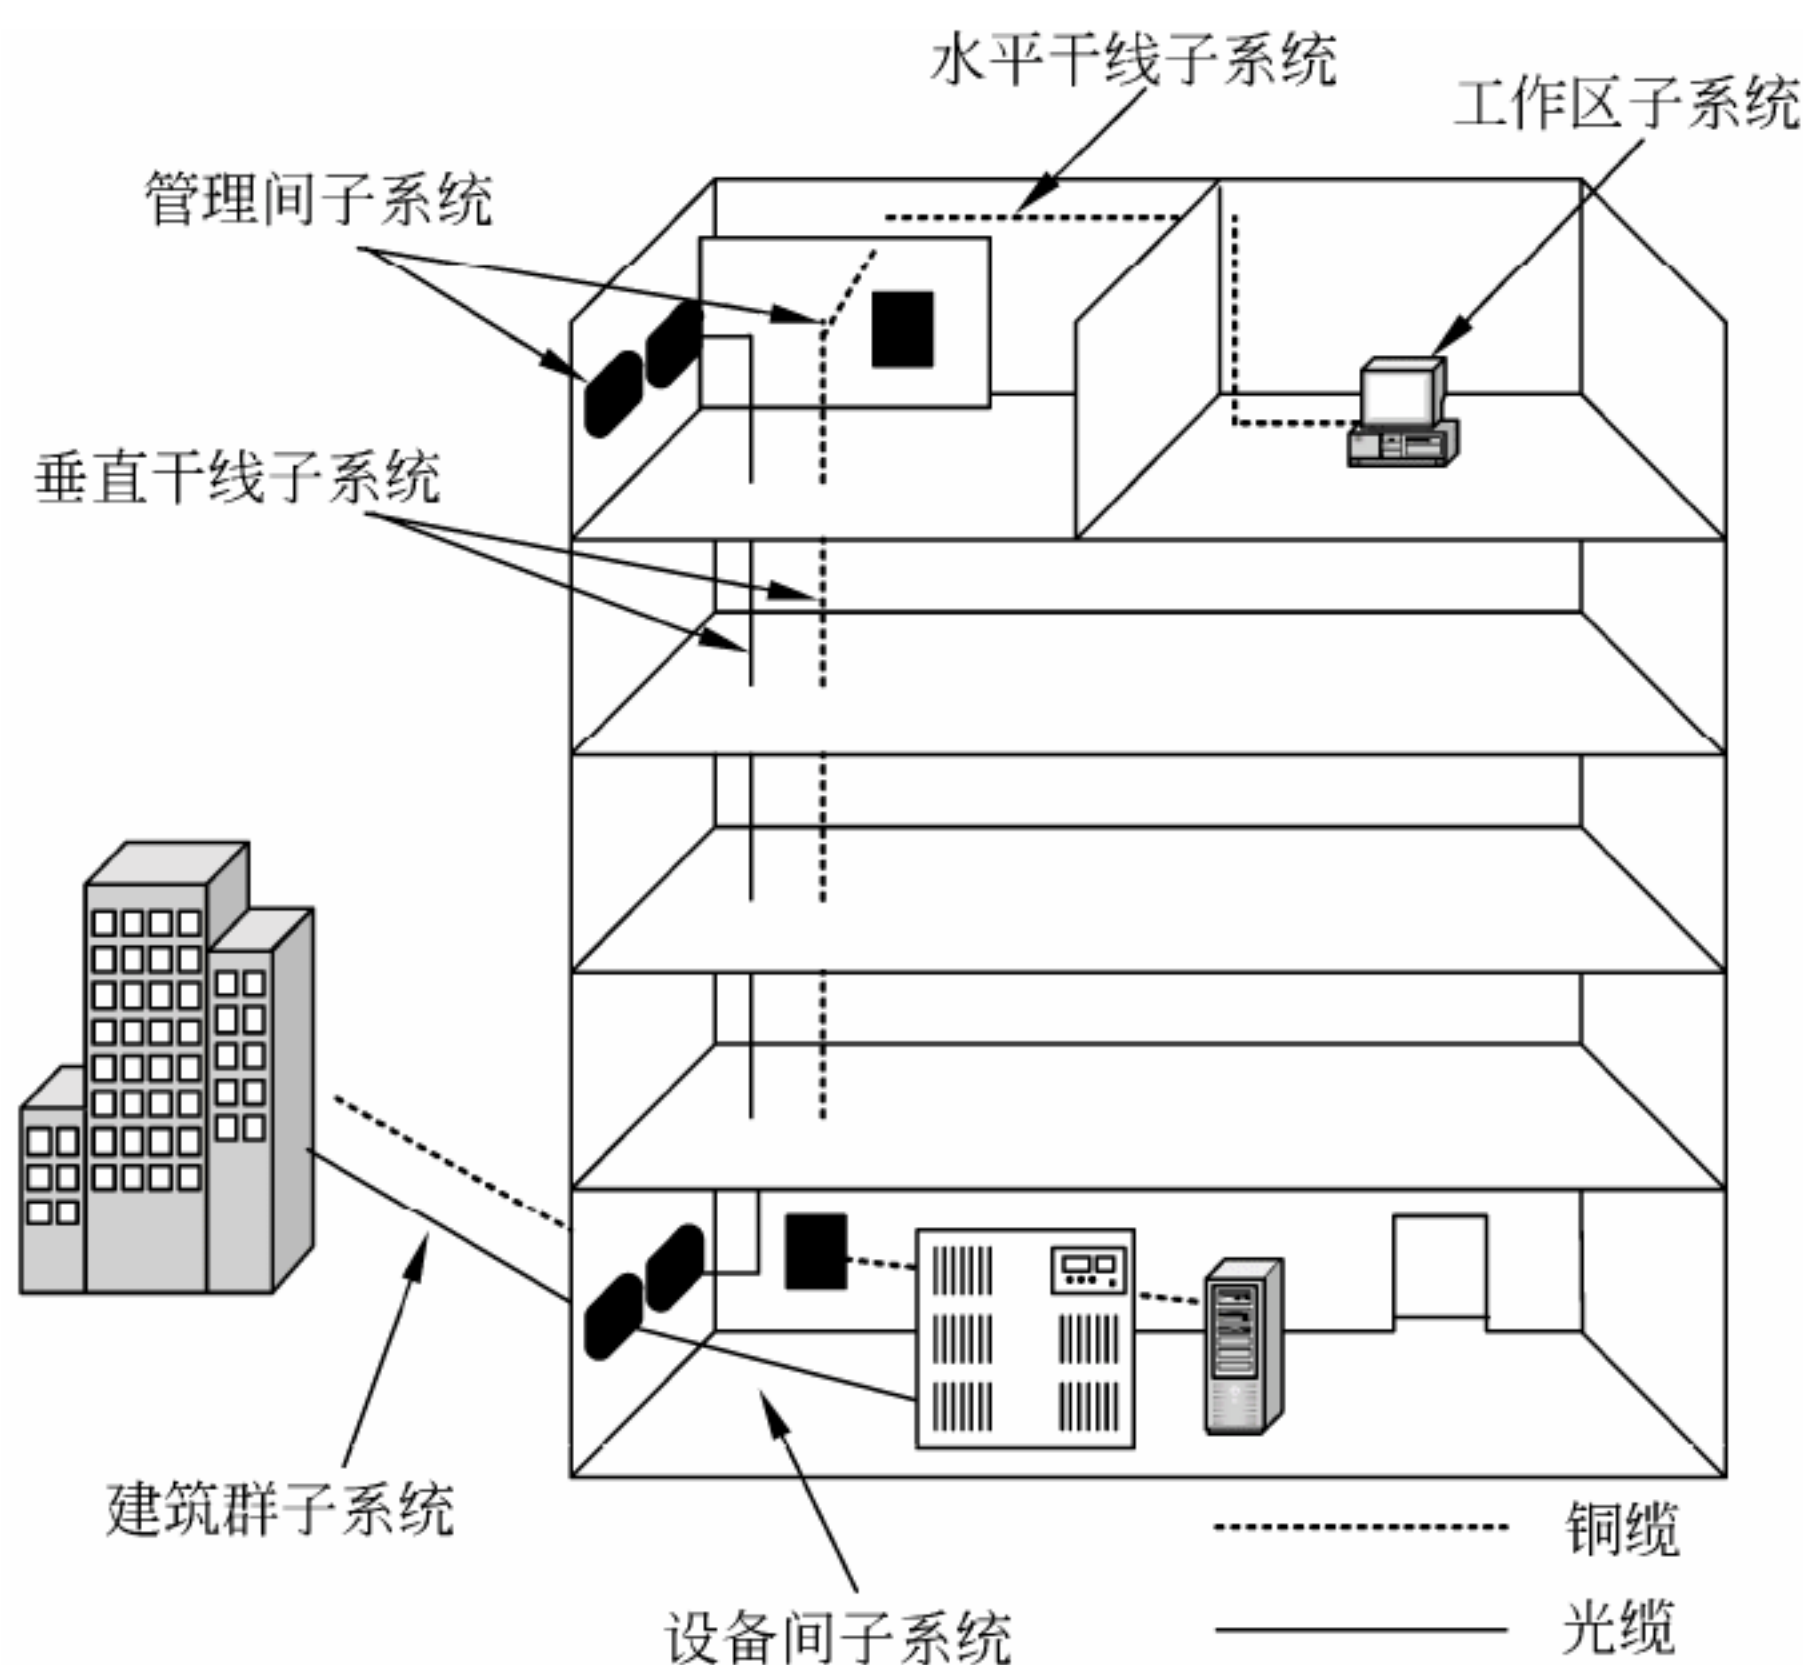 水平干线子系统
工作区子系统
管理间子系统
垂直干线子系统
建筑群子系统
铜缆
设备间子系统
光缆